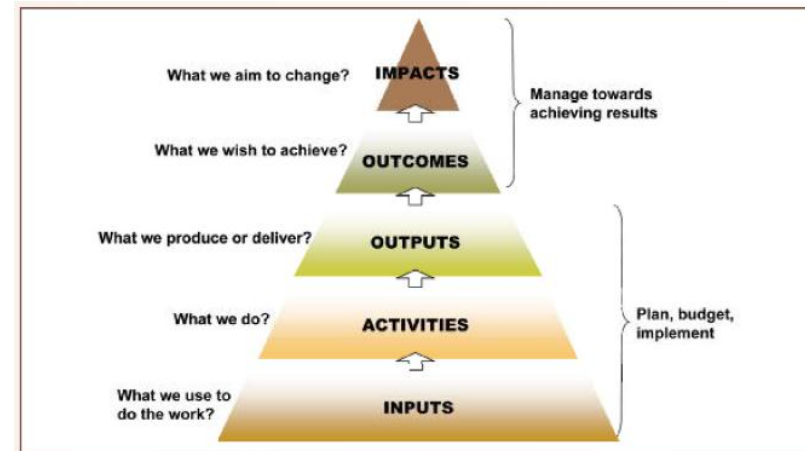 What we aim to change?
IMPACTS
Manage towards
achieving results
What we wish to achieve?
OUTCOMES
What we produce or deliver?
OUTPUTS
What we do?
ACTIVITIES
Plan, budget,
implement
What we use to
do the work?
INPUTS